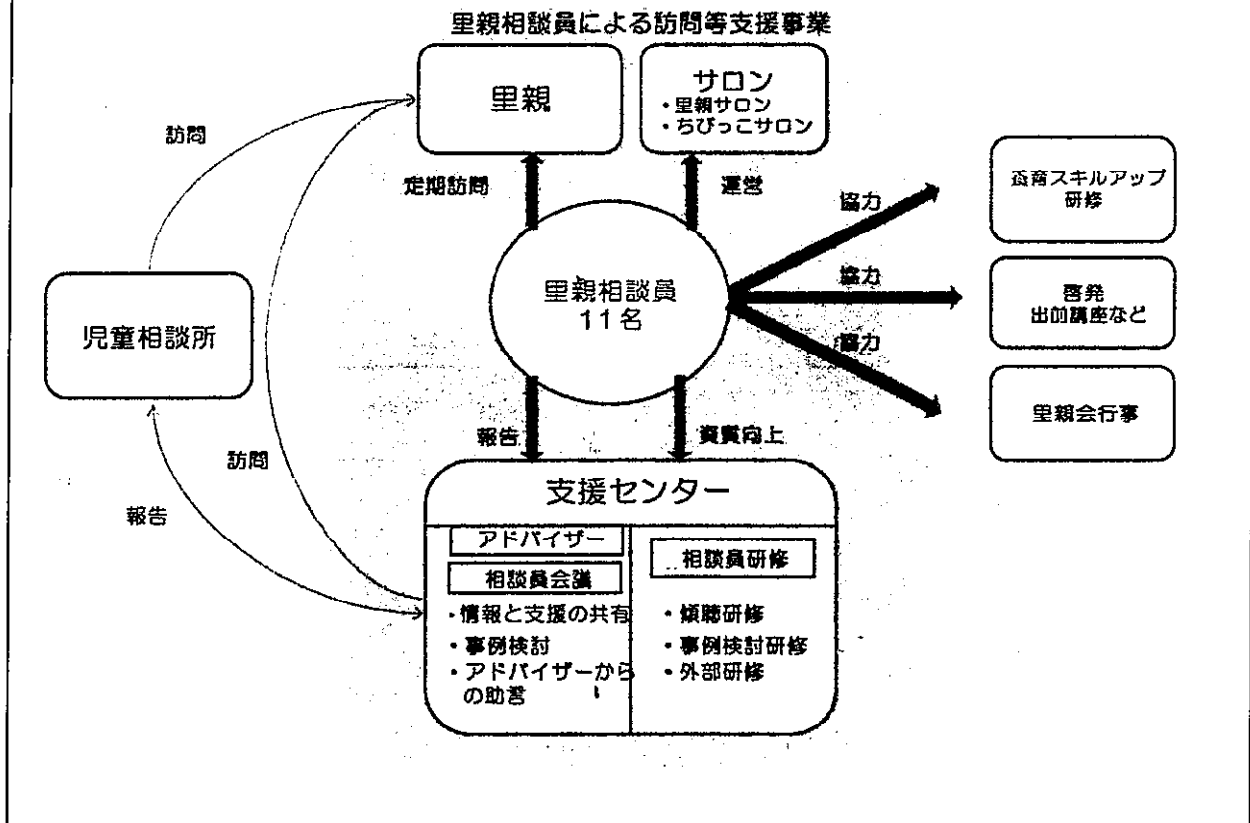 里親相談員による訪問等支援事業
里親
サロン
・里親サロン
・ちびっこサロン
訪問
定期訪問
運営
協力
養育スキルアップ
研修
児童相談所
里親相談員
11名
協力
啓発
出前講座など
協力
里親会行事
報告
資質向上
訪問
報告
支援センター
アドバイザー
相談員会議
・情報と支援の共有
・事例検討
・アドバイザーから
の助言
相談員研修
・傾聴研修
・事例検討研修
・外部研修